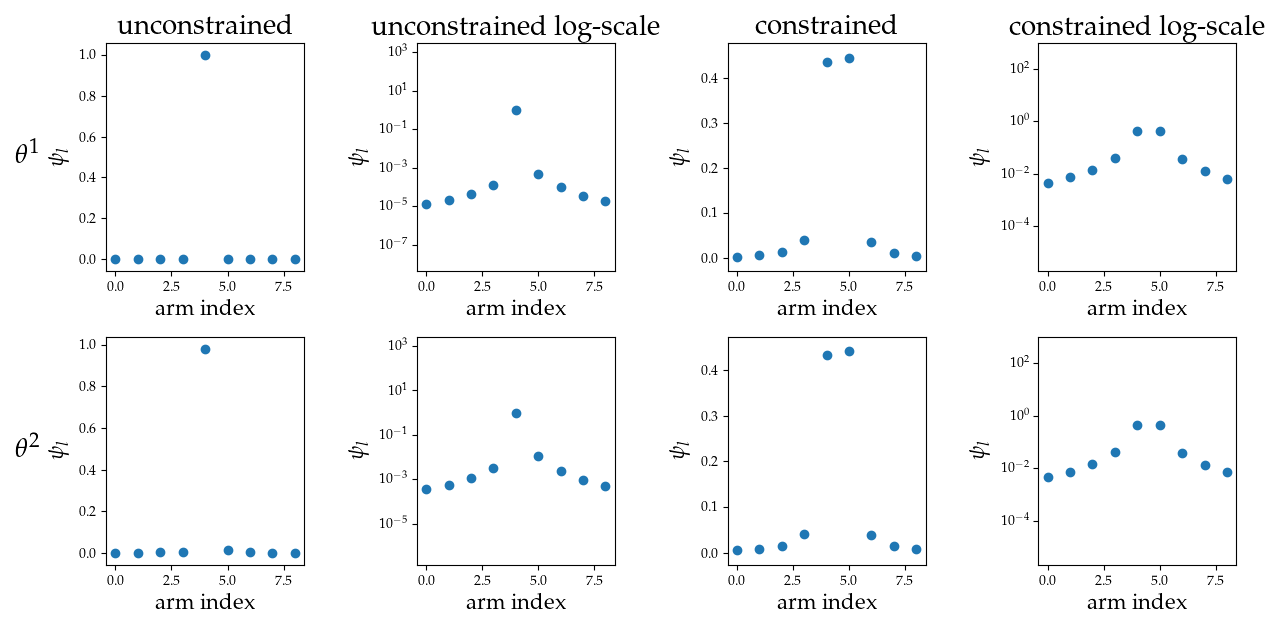 unconstrained
unconstrained log-scale
constrained
constrained log-scale
θ¹
ψₗ
1.0
0.8
0.6
0.4
0.2
0.0
0.0 2.5 5.0 7.5
arm index
ψₗ
10³
10¹
10⁻¹
10⁻³
10⁻⁵
10⁻⁷
0.0 2.5 5.0 7.5
arm index
ψₗ
0.4
0.3
0.2
0.1
0.0
0.0 2.5 5.0 7.5
arm index
ψₗ
10²
10⁰
10⁻²
10⁻⁴
0.0 2.5 5.0 7.5
arm index
θ²
ψₗ
1.0
0.8
0.6
0.4
0.2
0.0
0.0 2.5 5.0 7.5
arm index
ψₗ
10³
10¹
10⁻¹
10⁻³
10⁻⁵
0.0 2.5 5.0 7.5
arm index
ψₗ
0.4
0.3
0.2
0.1
0.0
0.0 2.5 5.0 7.5
arm index
ψₗ
10²
10⁰
10⁻²
10⁻⁴
0.0 2.5 5.0 7.5
arm index